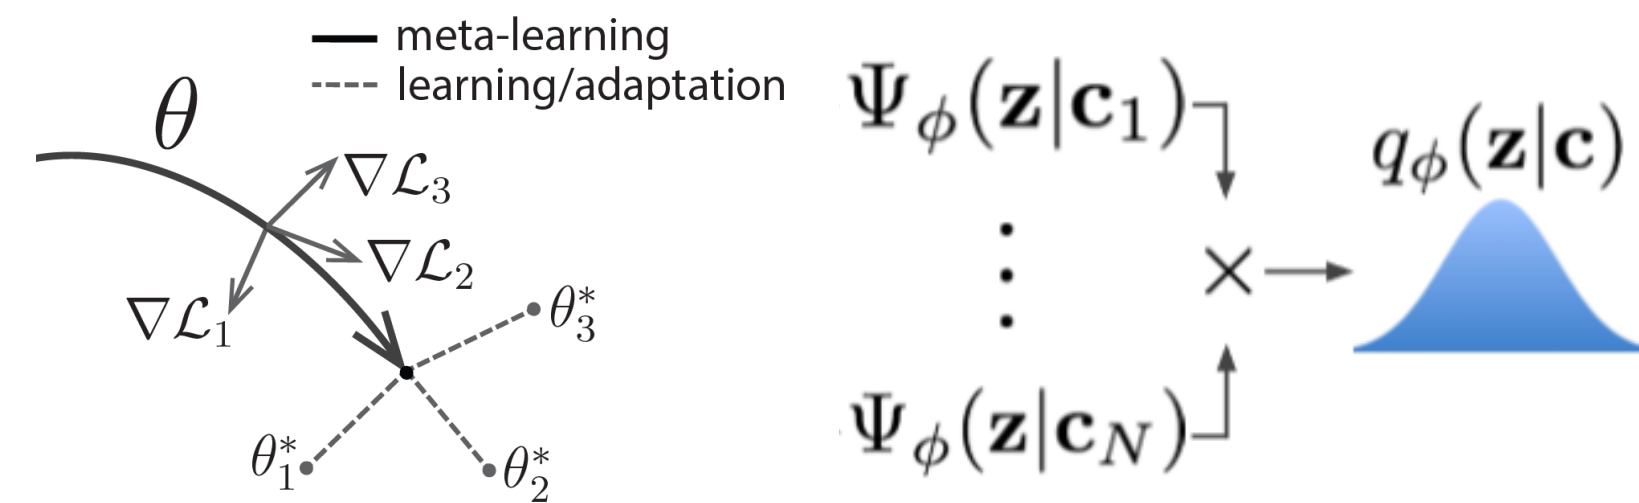 meta-learning
learning/adaptation
θ
∇ℒ₃
∇ℒ₂
∇ℒ₁
θ₃*
θ₁*
θ₂*
Ψ_ϕ(𝐳|𝐜₁)
⋮
×
Ψ_ϕ(𝐳|𝐜_N)
q_ϕ(𝐳|𝐜)